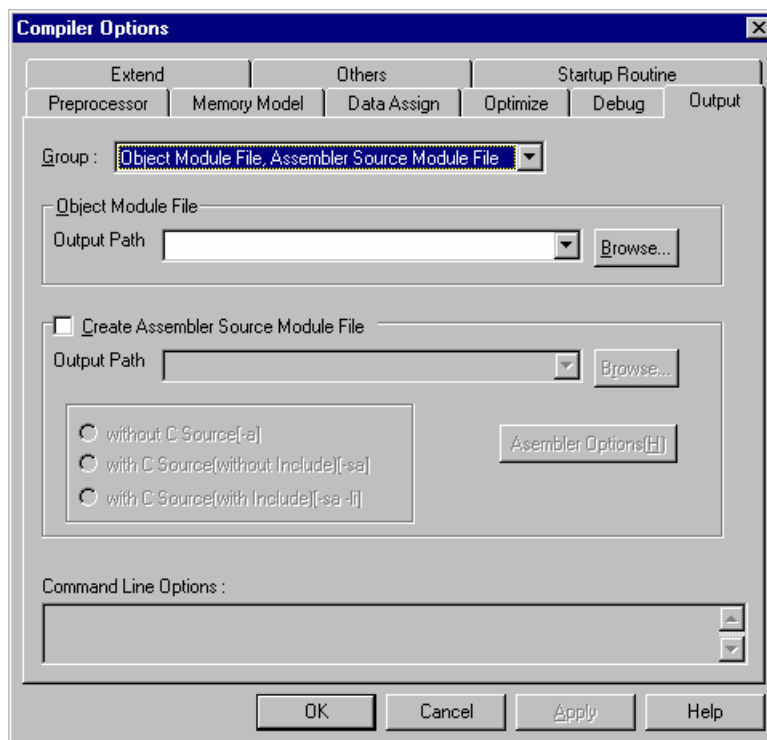 Compiler Options
Extend Others Startup Routine
Preprocessor Memory Model Data Assign Optimize Debug Output
Group : Object Module File, Assembler Source Module File
Object Module File
Output Path Browse...
Create Assembler Source Module File
Output Path Browse...
without C Source[-a]
with C Source(without Include)[-sa]
with C Source(with Include)[-sa -li]
Asembler Options(H)
Command Line Options :
OK Cancel Apply Help